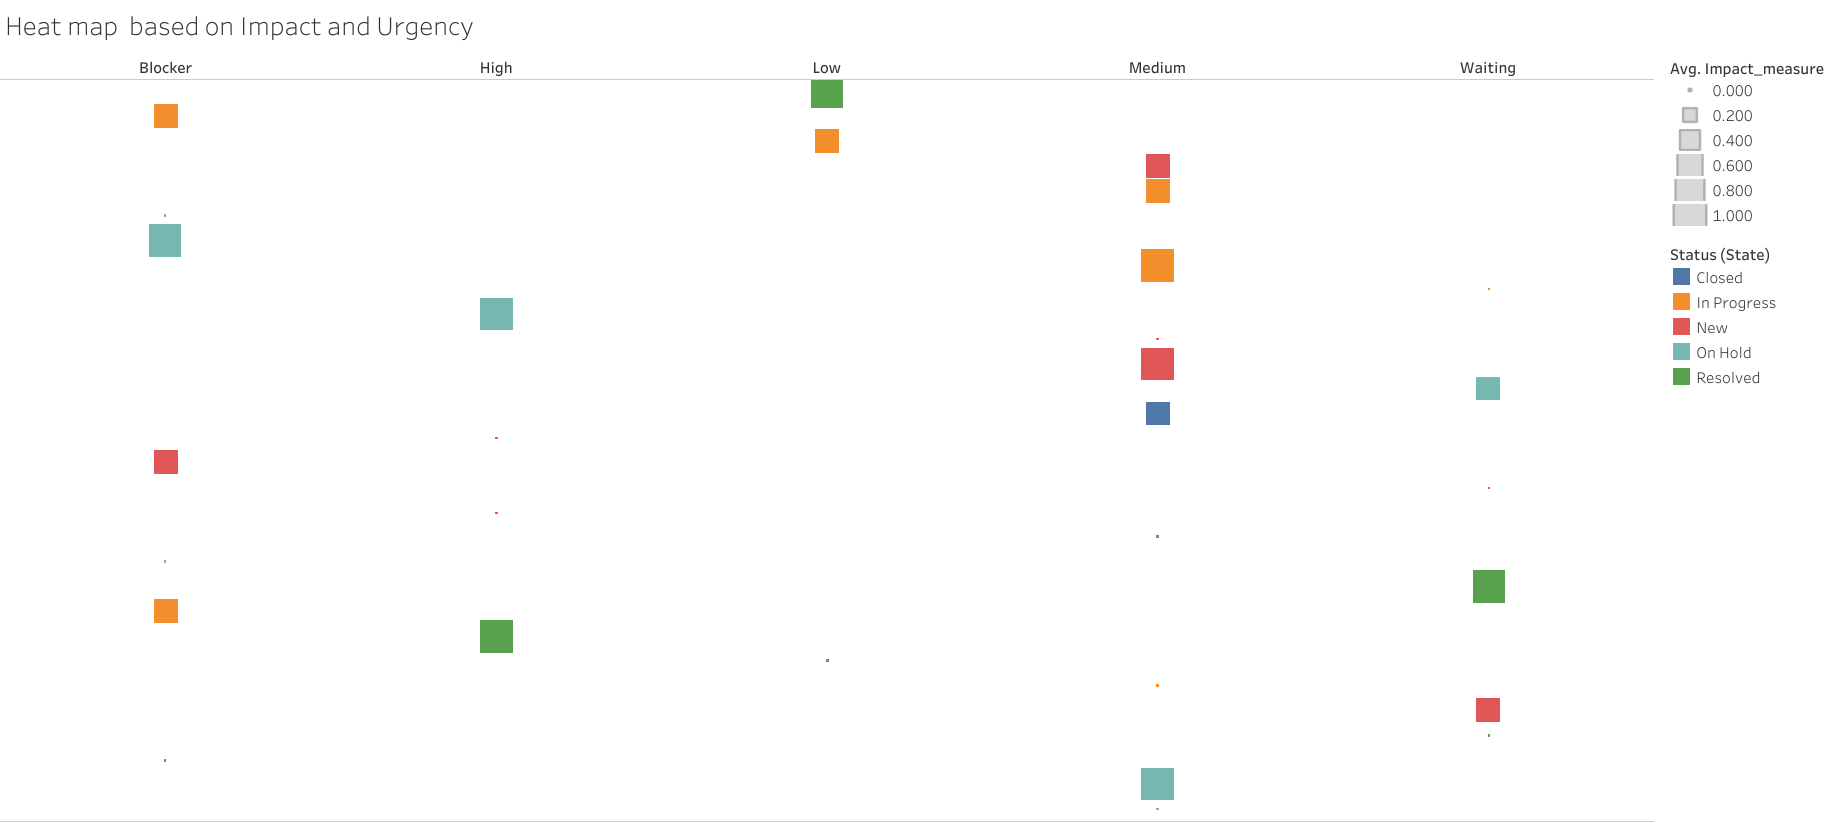 Heat map  based on Impact and Urgency
Blocker High Low Medium Waiting
Avg. Impact_measure
0.000
0.200
0.400
0.600
0.800
1.000
Status (State)
Closed
In Progress
New
On Hold
Resolved